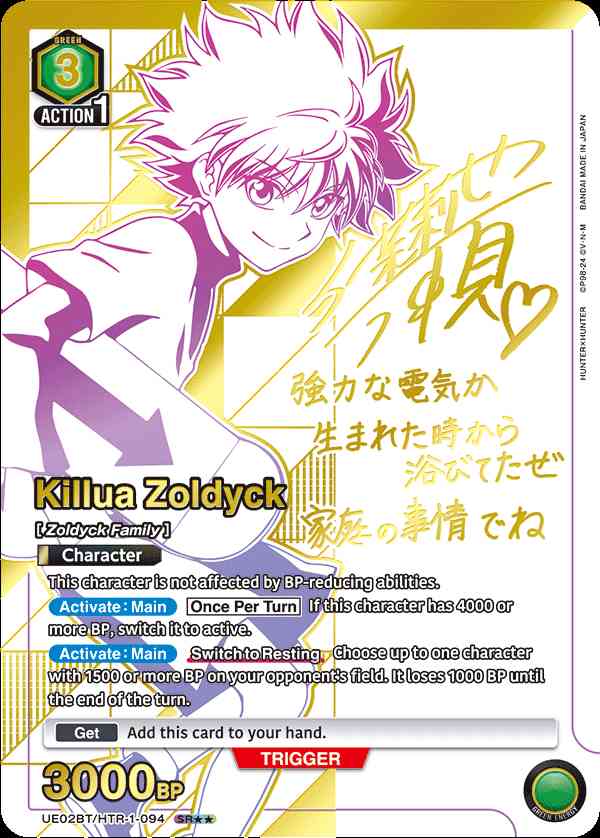 GREEN
3
ACTION 1
強力な電気か
生まれた時から
浴びてたぜ
家庭の事情でね
Killua Zoldyck
[ Zoldyck Family ]
Character
This character is not affected by BP-reducing abilities.
Activate: Main Once Per Turn If this character has 4000 or
more BP, switch it to active.
Activate: Main Switch to Resting Choose up to one character
with 1500 or more BP on your opponent's field. It loses 1000 BP until
the end of the turn.
Get Add this card to your hand.
TRIGGER
3000BP
GREEN ENERGY
UE02BT/HTR-1-094 SR★★
HUNTER×HUNTER ©P98-24 ©V·N·M BANDAI MADE IN JAPAN